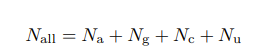 N_all = N_a + N_g + N_c + N_u